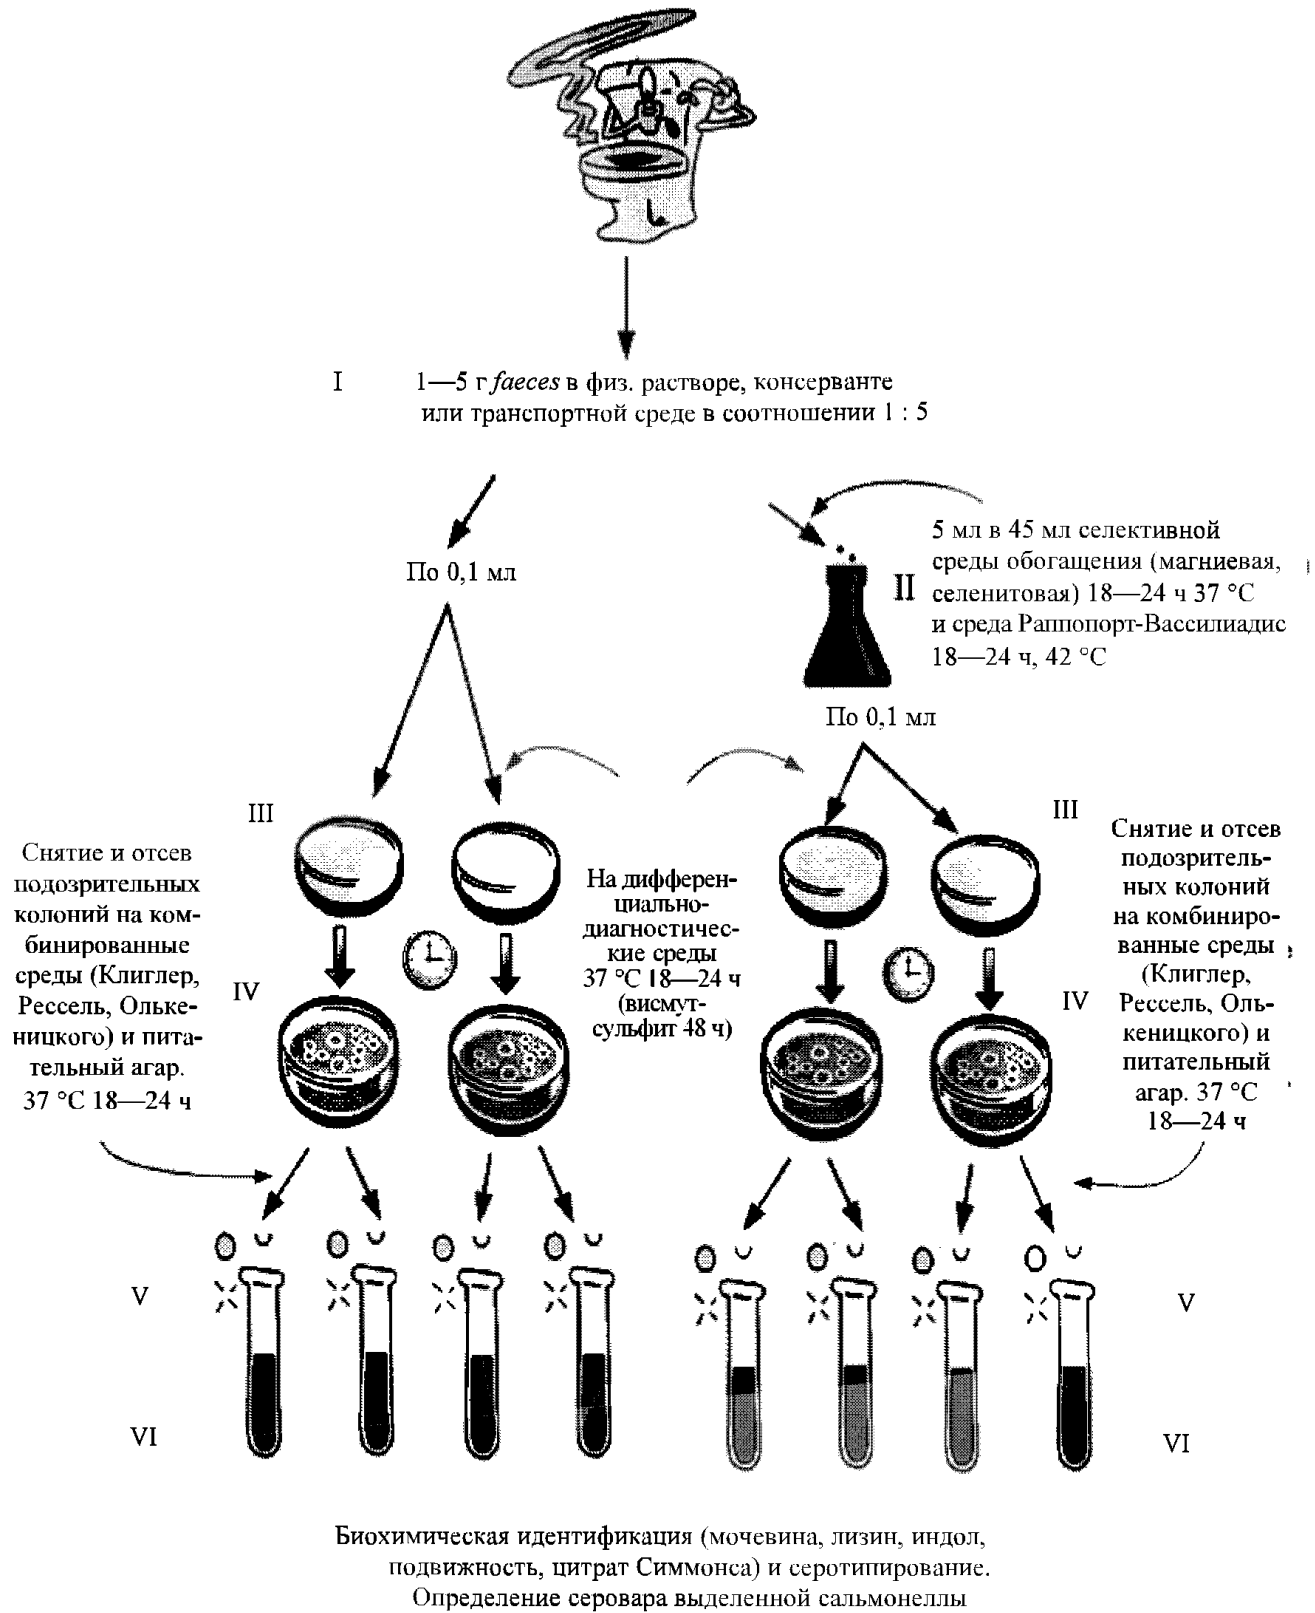 I 1—5 г faeces в физ. растворе, консерванте
или транспортной среде в соотношении 1 : 5
По 0,1 мл
II
5 мл в 45 мл селективной
среды обогащения (магниевая,
селенитовая) 18—24 ч 37 °С
и среда Раппопорт-Вассилиадис
18—24 ч, 42 °С
По 0,1 мл
III
Снятие и отсев
подозрительных
колоний на ком-
бинированные
среды (Клиглер,
Рессель, Ольке-
ницкого) и пита-
тельный агар.
37 °С 18—24 ч
IV
На дифферен-
циально-
диагностичес-
кие среды
37 °С 18—24 ч
(висмут-
сульфит 48 ч)
III
Снятие и отсев
подозритель-
ных колоний
на комбиниро-
ванные среды
(Клиглер,
Рессель, Оль-
кеницкого) и
питательный
агар. 37 °С
18—24 ч
IV
V
V
VI
VI
Биохимическая идентификация (мочевина, лизин, индол,
подвижность, цитрат Симмонса) и серотипирование.
Определение серовара выделенной сальмонеллы